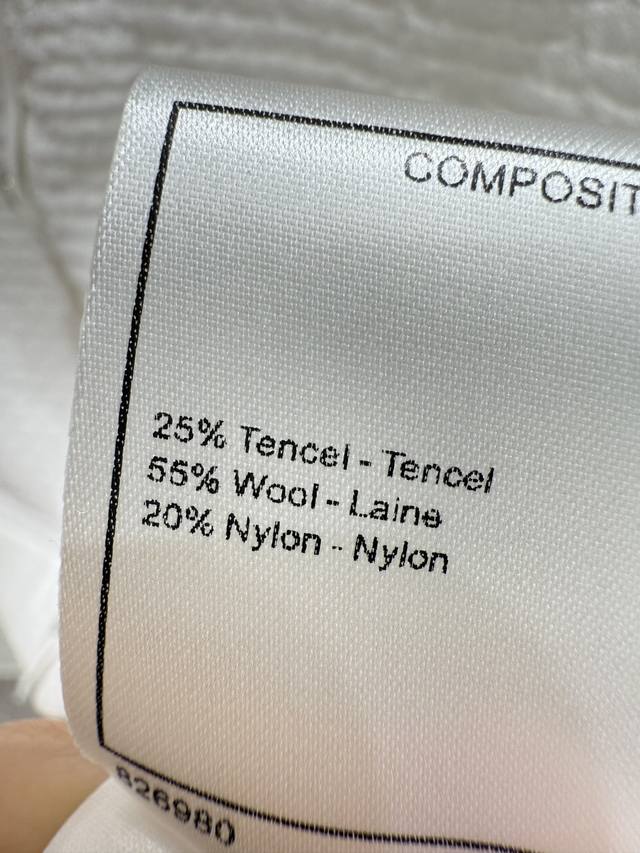 COMPOSIT
25% Tencel - Tencel
55% Wool - Laine
20% Nylon - Nylon
826980